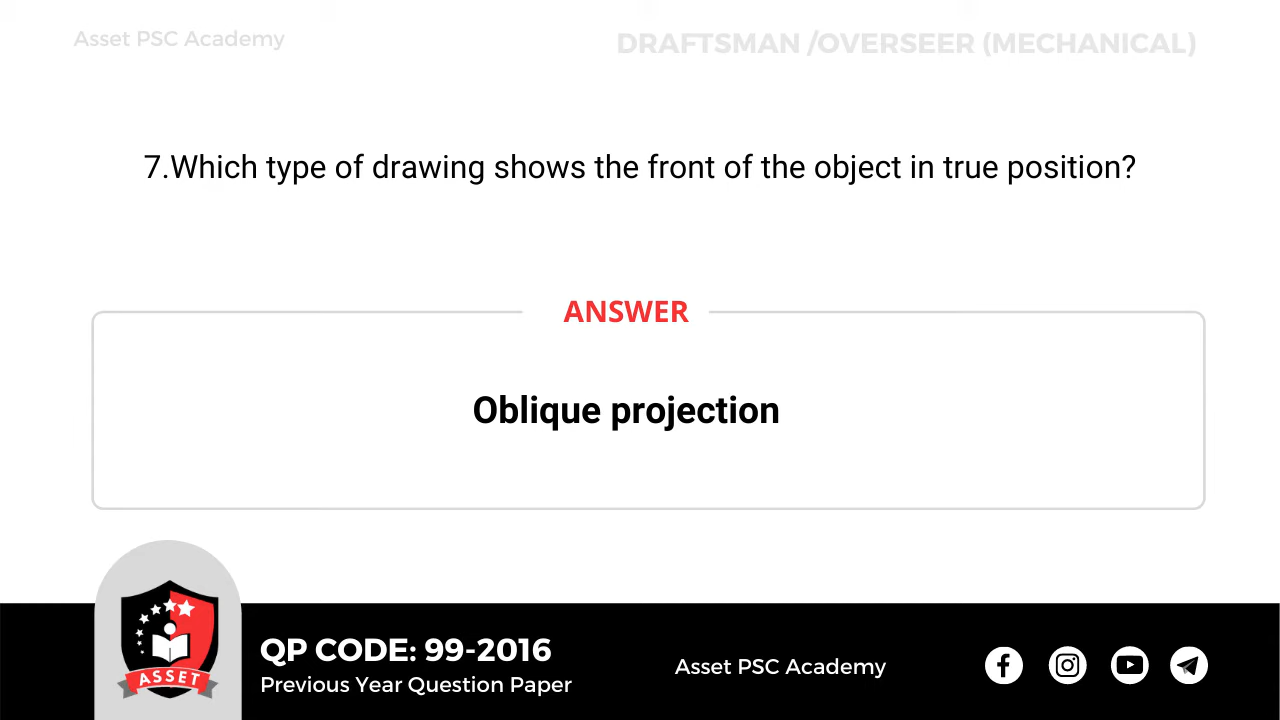 Asset PSC Academy
DRAFTSMAN /OVERSEER (MECHANICAL)
7.Which type of drawing shows the front of the object in true position?
ANSWER
Oblique projection
ASSET
QP CODE: 99-2016
Previous Year Question Paper
Asset PSC Academy